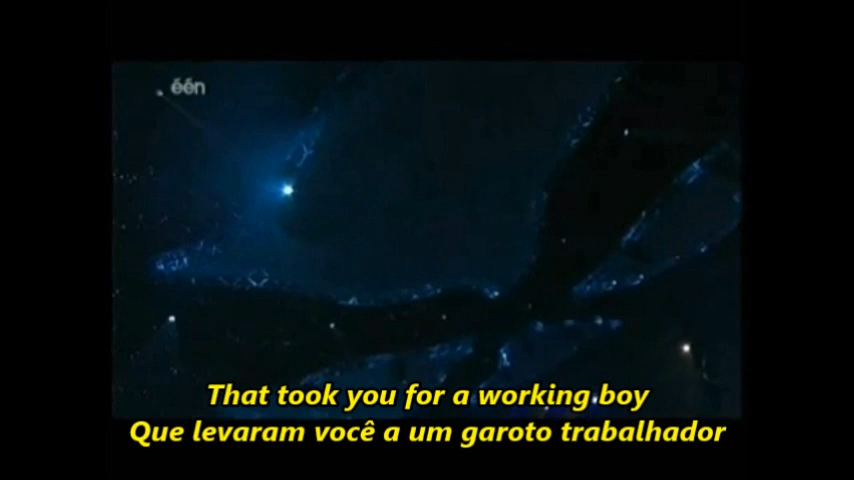 één
That took you for a working boy
Que levaram você a um garoto trabalhador